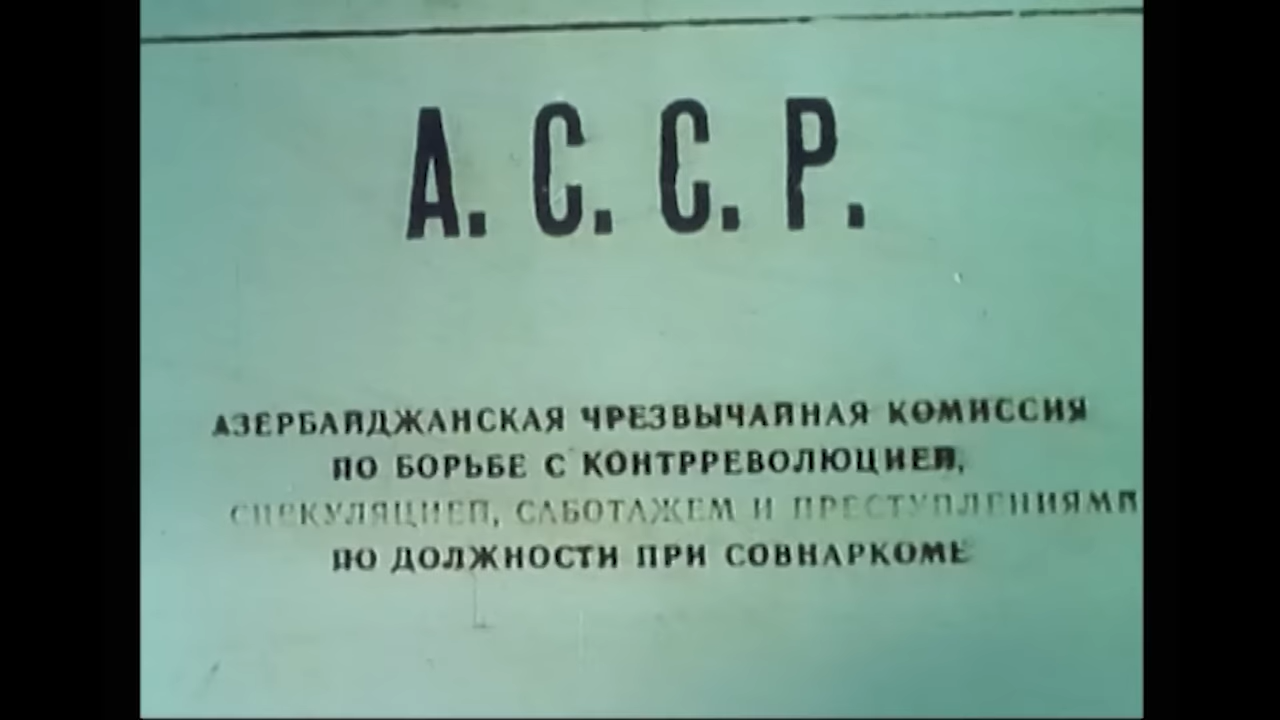 А. С. С. Р.
АЗЕРБАЙДЖАНСКАЯ ЧРЕЗВЫЧАЙНАЯ КОМИССИЯ
ПО БОРЬБЕ С КОНТРРЕВОЛЮЦИЕЙ,
СПЕКУЛЯЦИЕЙ, САБОТАЖЕМ И ПРЕСТУПЛЕНИЯМИ
ПО ДОЛЖНОСТИ ПРИ СОВНАРКОМЕ